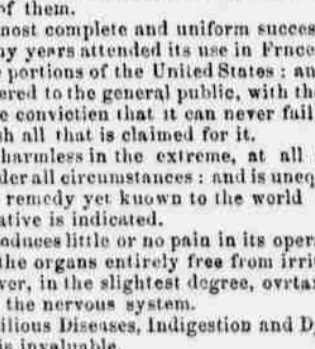 of them.
most complete and uniform succes
ny years attended its use in Frnce
portions of the United States : an
ered to the general public, with th
e conviction that it can never fail
sh all that is claimed for it.
harmless in the extreme, at all
der all circumstances : and is uneq
remedy yet known to the world
ative is indicated.
oduces little or no pain in its oper
the organs entirely free from irri
ver, in the slightest degree, ovrta
the nervous system.
ilious Diseases, Indigestion and D
is invaluable.